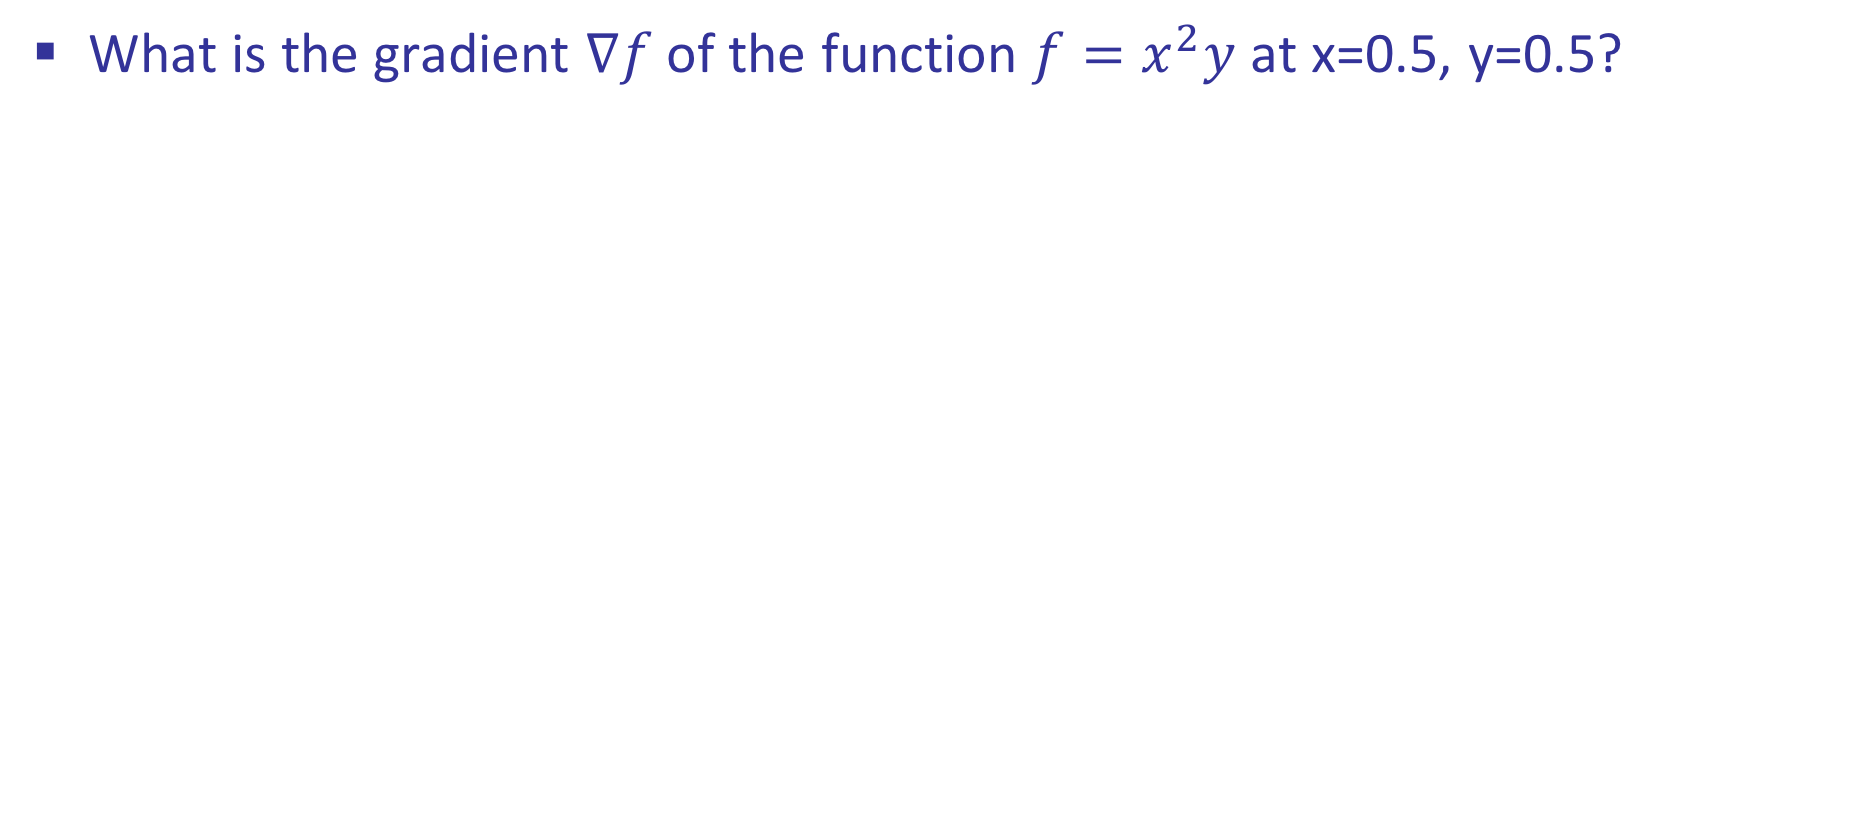 ▪ What is the gradient ∇𝑓 of the function 𝑓 = 𝑥²𝑦 at x=0.5, y=0.5?